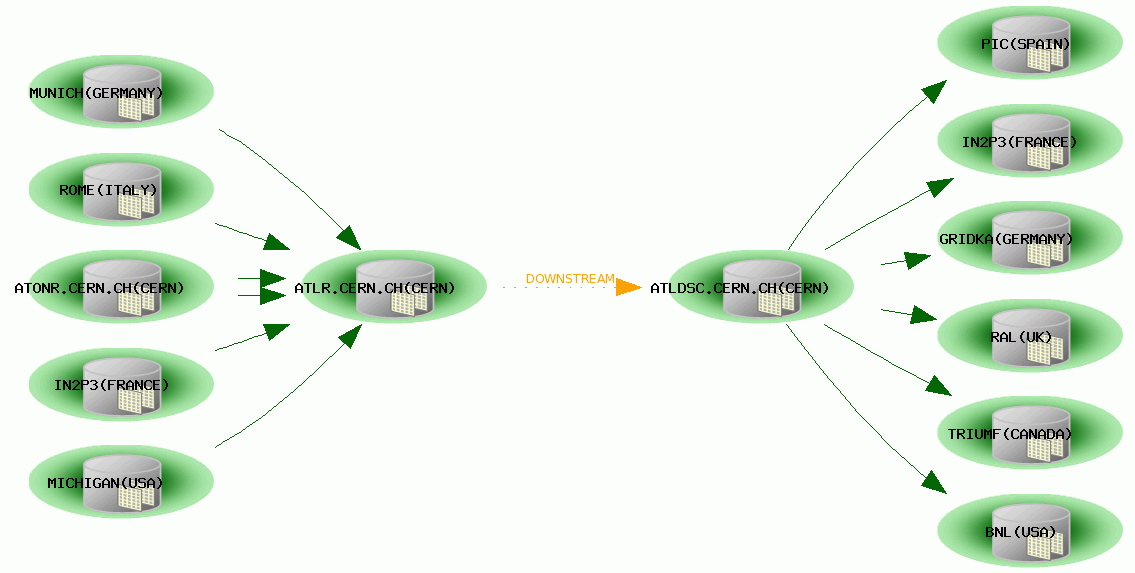 MUNICH(GERMANY)
ROME(ITALY)
ATONR.CERN.CH(CERN)
IN2P3(FRANCE)
MICHIGAN(USA)
ATLR.CERN.CH(CERN)
DOWNSTREAM
ATLDSC.CERN.CH(CERN)
PIC(SPAIN)
IN2P3(FRANCE)
GRIDKA(GERMANY)
RAL(UK)
TRIUMF(CANADA)
BNL(USA)